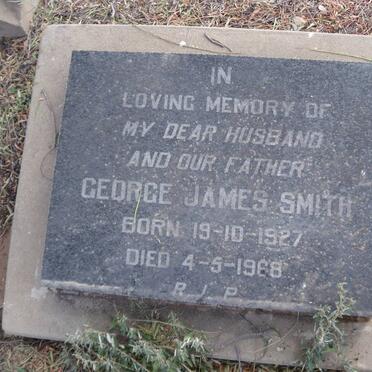 IN
LOVING MEMORY OF
MY DEAR HUSBAND
AND OUR FATHER
GEORGE JAMES SMITH
BORN 19-10-1927
DIED 4-5-1968
R.I.P.